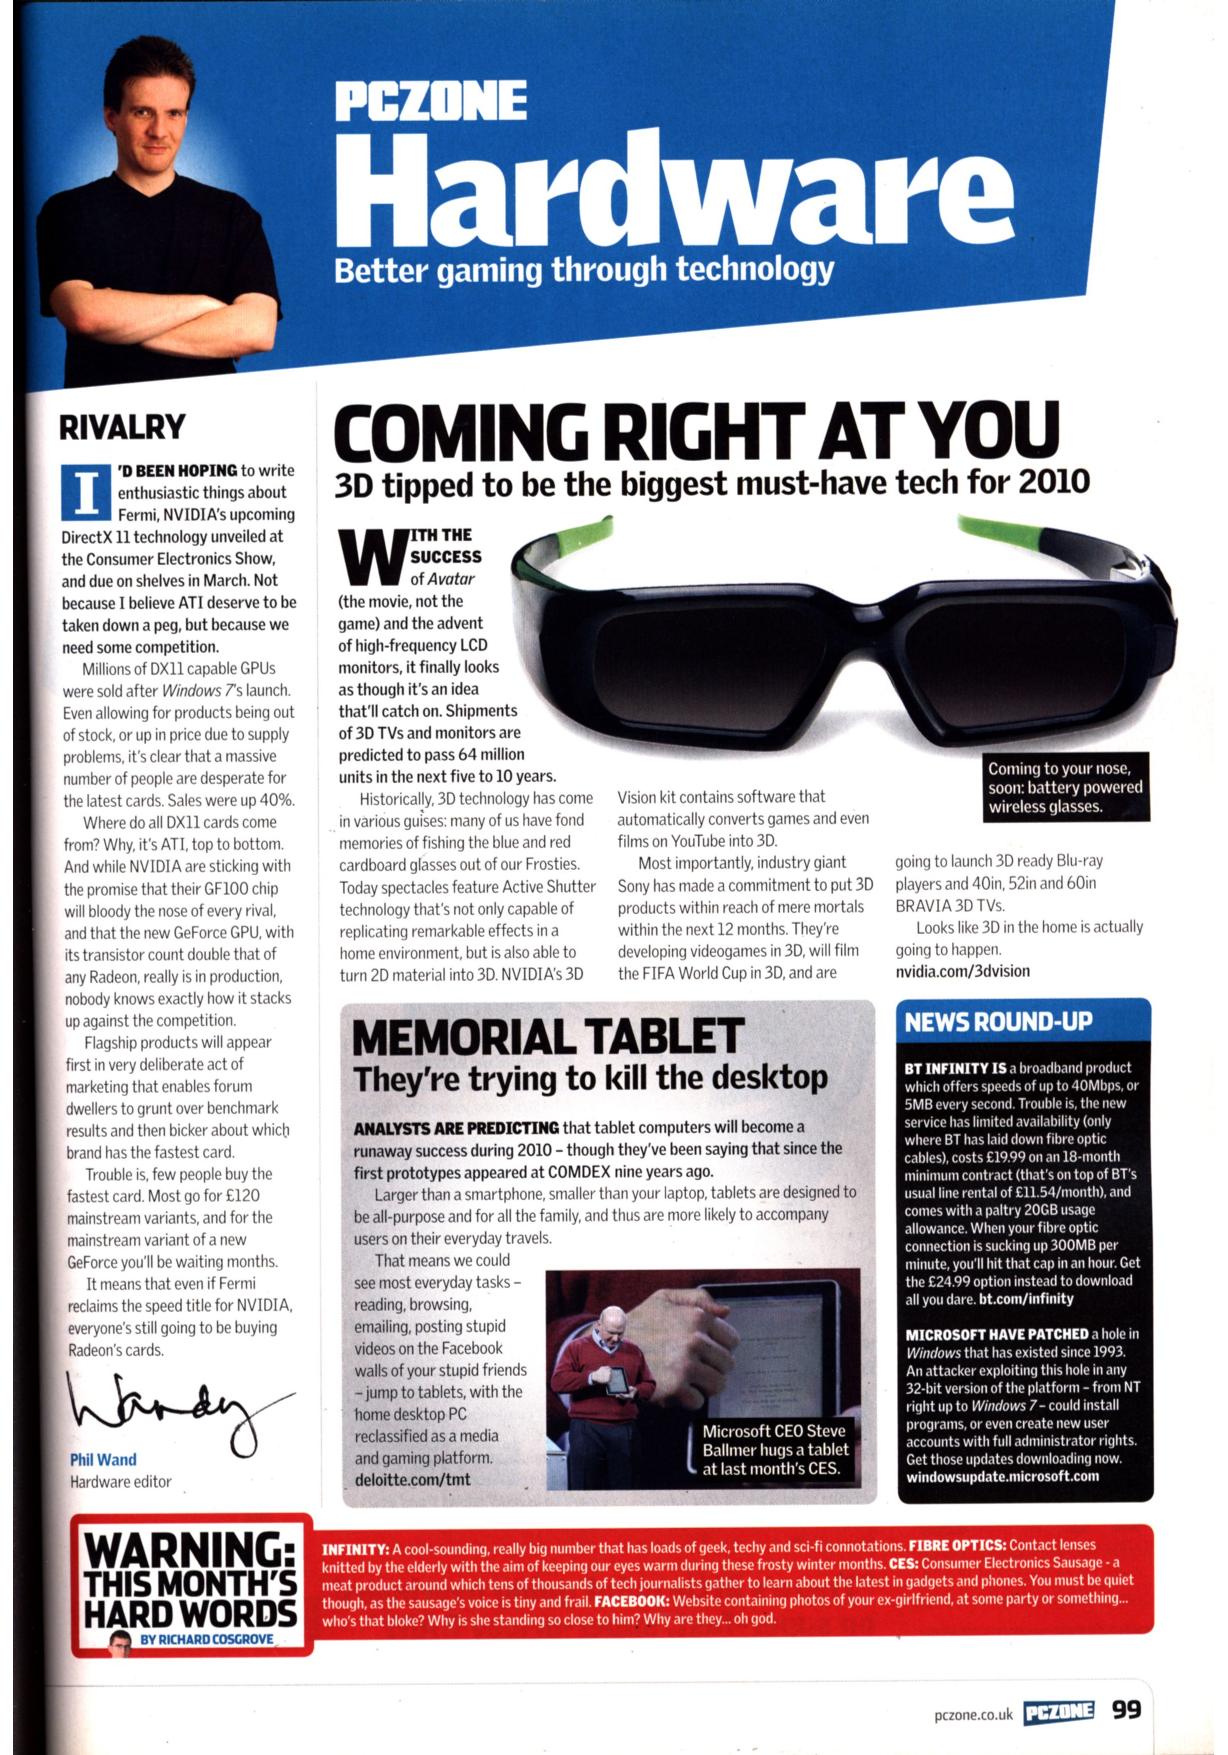 PCZONE
Hardware
Better gaming through technology
RIVALRY
I'D BEEN HOPING to write
enthusiastic things about
Fermi, NVIDIA's upcoming
DirectX 11 technology unveiled at
the Consumer Electronics Show,
and due on shelves in March. Not
because I believe ATI deserve to be
taken down a peg, but because we
need some competition.
Millions of DX11 capable GPUs
were sold after Windows 7's launch.
Even allowing for products being out
of stock, or up in price due to supply
problems, it's clear that a massive
number of people are desperate for
the latest cards. Sales were up 40%.
Where do all DX11 cards come
from? Why, it's ATI, top to bottom.
And while NVIDIA are sticking with
the promise that their GF100 chip
will bloody the nose of every rival,
and that the new GeForce GPU, with
its transistor count double that of
any Radeon, really is in production,
nobody knows exactly how it stacks
up against the competition.
Flagship products will appear
first in very deliberate act of
marketing that enables forum
dwellers to grunt over benchmark
results and then bicker about which
brand has the fastest card.
Trouble is, few people buy the
fastest card. Most go for £120
mainstream variants, and for the
mainstream variant of a new
GeForce you'll be waiting months.
It means that even if Fermi
reclaims the speed title for NVIDIA,
everyone's still going to be buying
Radeon's cards.
Wandy
Phil Wand
Hardware editor
COMING RIGHT AT YOU
3D tipped to be the biggest must-have tech for 2010
WITH THE
SUCCESS
of Avatar
(the movie, not the
game) and the advent
of high-frequency LCD
monitors, it finally looks
as though it's an idea
that'll catch on. Shipments
of 3D TVs and monitors are
predicted to pass 64 million
units in the next five to 10 years.
Historically, 3D technology has come
in various guises: many of us have fond
memories of fishing the blue and red
cardboard glasses out of our Frosties.
Today spectacles feature Active Shutter
technology that's not only capable of
replicating remarkable effects in a
home environment, but is also able to
turn 2D material into 3D. NVIDIA's 3D
Vision kit contains software that
automatically converts games and even
films on YouTube into 3D.
Most importantly, industry giant
Sony has made a commitment to put 3D
products within reach of mere mortals
within the next 12 months. They're
developing videogames in 3D, will film
the FIFA World Cup in 3D, and are
going to launch 3D ready Blu-ray
players and 40in, 52in and 60in
BRAVIA 3D TVs.
Looks like 3D in the home is actually
going to happen.
nvidia.com/3dvision
Coming to your nose,
soon: battery powered
wireless glasses.
MEMORIAL TABLET
They're trying to kill the desktop
ANALYSTS ARE PREDICTING that tablet computers will become a
runaway success during 2010 – though they've been saying that since the
first prototypes appeared at COMDEX nine years ago.
Larger than a smartphone, smaller than your laptop, tablets are designed to
be all-purpose and for all the family, and thus are more likely to accompany
users on their everyday travels.
That means we could
see most everyday tasks –
reading, browsing,
emailing, posting stupid
videos on the Facebook
walls of your stupid friends
– jump to tablets, with the
home desktop PC
reclassified as a media
and gaming platform.
deloitte.com/tmt
Microsoft CEO Steve
Ballmer hugs a tablet
at last month's CES.
NEWS ROUND-UP
BT INFINITY IS a broadband product
which offers speeds of up to 40Mbps, or
5MB every second. Trouble is, the new
service has limited availability (only
where BT has laid down fibre optic
cables), costs £19.99 on an 18-month
minimum contract (that's on top of BT's
usual line rental of £11.54/month), and
comes with a paltry 20GB usage
allowance. When your fibre optic
connection is sucking up 300MB per
minute, you'll hit that cap in an hour. Get
the £24.99 option instead to download
all you dare. bt.com/infinity
MICROSOFT HAVE PATCHED a hole in
Windows that has existed since 1993.
An attacker exploiting this hole in any
32-bit version of the platform – from NT
right up to Windows 7 – could install
programs, or even create new user
accounts with full administrator rights.
Get those updates downloading now.
windowsupdate.microsoft.com
WARNING:
THIS MONTH'S
HARD WORDS
BY RICHARD COSGROVE
INFINITY: A cool-sounding, really big number that has loads of geek, techy and sci-fi connotations. FIBRE OPTICS: Contact lenses
knitted by the elderly with the aim of keeping our eyes warm during these frosty winter months. CES: Consumer Electronics Sausage - a
meat product around which tens of thousands of tech journalists gather to learn about the latest in gadgets and phones. You must be quiet
though, as the sausage's voice is tiny and frail. FACEBOOK: Website containing photos of your ex-girlfriend, at some party or something...
who's that bloke? Why is she standing so close to him? Why are they... oh god.
pczone.co.uk PCZONE 99